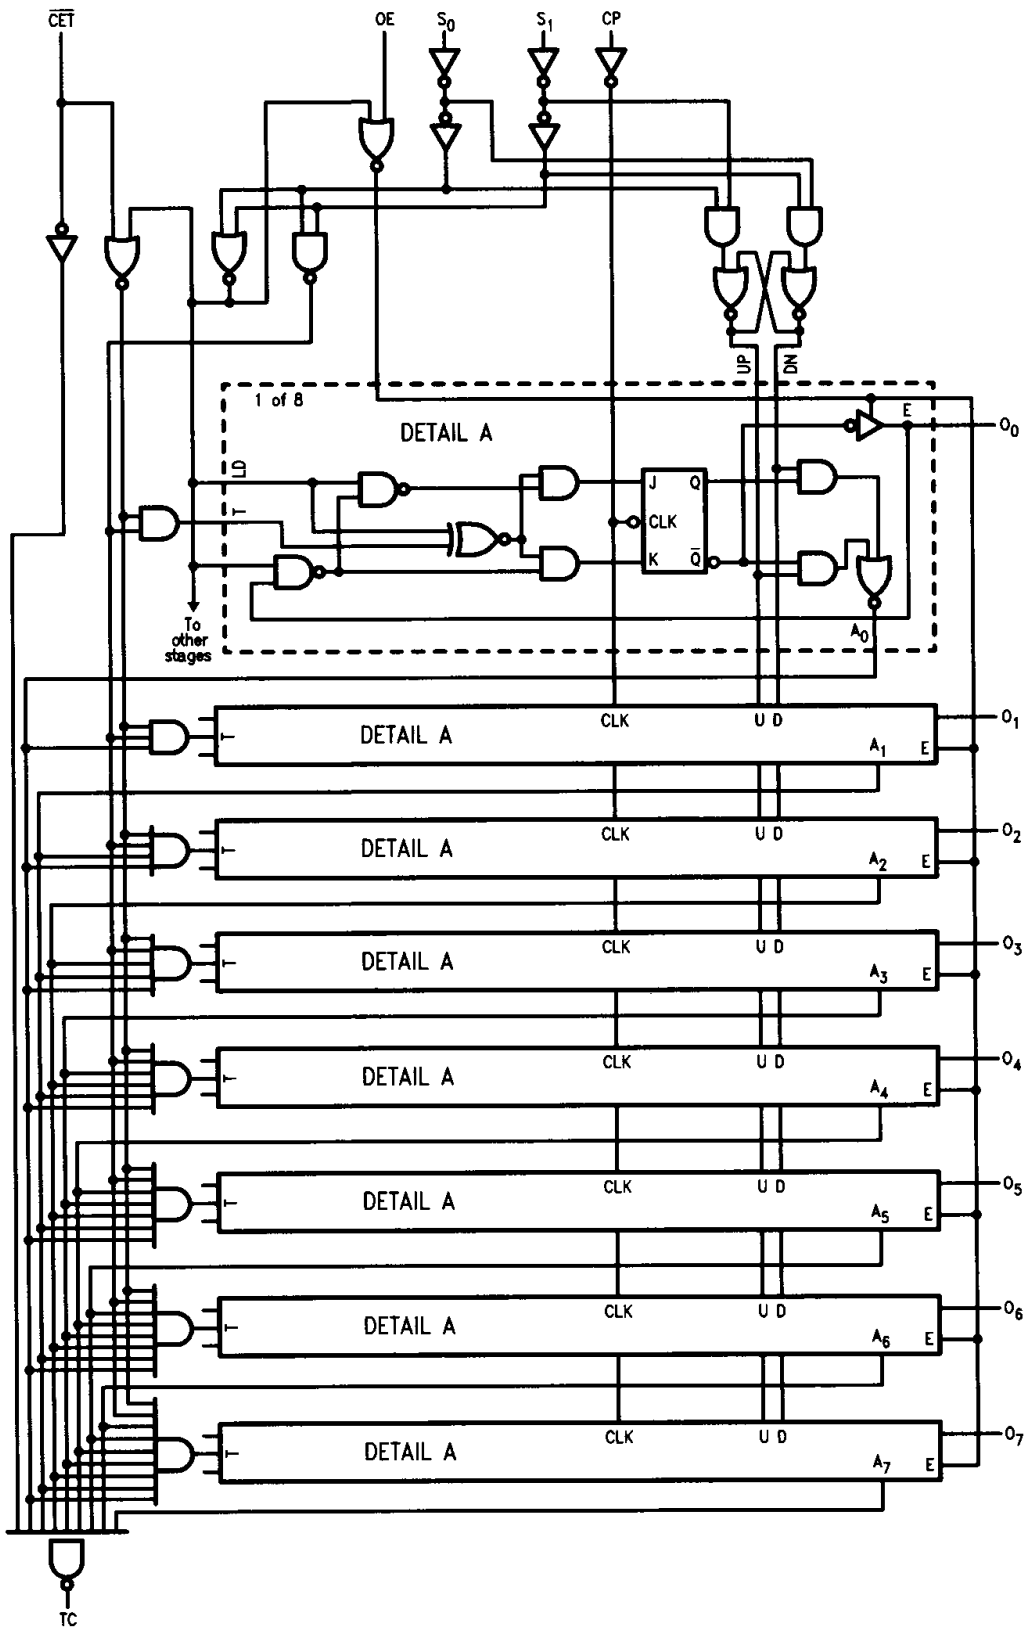 C̅E̅T̅ OE S₀ S₁ CP
UP DN
1 of 8
DETAIL A
E
O₀
LD
T
J Q
CLK
K Q̅
A₀
To
other
stages
CLK U D O₁
T DETAIL A A₁ E
CLK U D O₂
T DETAIL A A₂ E
CLK U D O₃
T DETAIL A A₃ E
CLK U D O₄
T DETAIL A A₄ E
CLK U D O₅
T DETAIL A A₅ E
CLK U D O₆
T DETAIL A A₆ E
CLK U D O₇
T DETAIL A A₇ E
TC